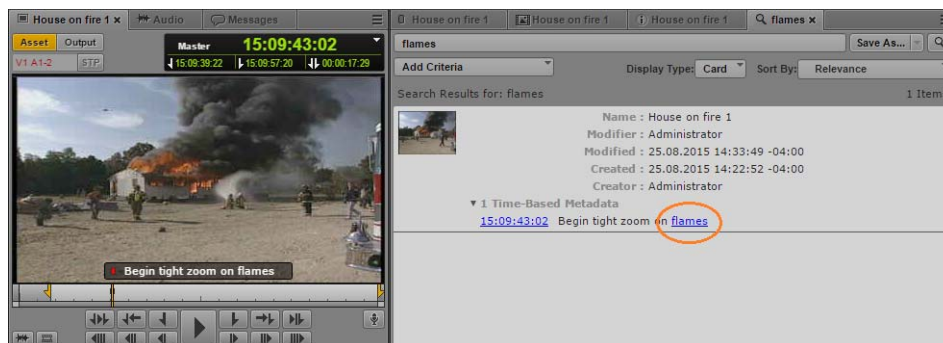 House on fire 1 x Audio Messages
Asset Output
Master 15:09:43:02
V1 A1-2 STP
15:09:39:22 15:09:57:20 00:00:17:29
Begin tight zoom on flames
House on fire 1 House on fire 1 House on fire 1 flames x
flames Save As...
Add Criteria Display Type: Card Sort By: Relevance
Search Results for: flames 1 Item
Name : House on fire 1
Modifier : Administrator
Modified : 25.08.2015 14:33:49 -04:00
Created : 25.08.2015 14:22:52 -04:00
Creator : Administrator
1 Time-Based Metadata
15:09:43:02 Begin tight zoom on flames